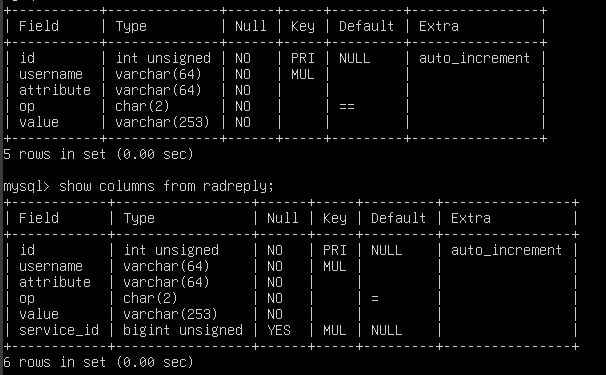 +-----------+--------------+------+-----+---------+----------------+
| Field     | Type         | Null | Key | Default | Extra          |
+-----------+--------------+------+-----+---------+----------------+
| id        | int unsigned | NO   | PRI | NULL    | auto_increment |
| username  | varchar(64)  | NO   | MUL |         |                |
| attribute | varchar(64)  | NO   |     |         |                |
| op        | char(2)      | NO   |     | ==      |                |
| value     | varchar(253) | NO   |     |         |                |
+-----------+--------------+------+-----+---------+----------------+
5 rows in set (0.00 sec)
mysql> show columns from radreply;
+------------+-----------------+------+-----+---------+----------------+
| Field      | Type            | Null | Key | Default | Extra          |
+------------+-----------------+------+-----+---------+----------------+
| id         | int unsigned    | NO   | PRI | NULL    | auto_increment |
| username   | varchar(64)     | NO   | MUL |         |                |
| attribute  | varchar(64)     | NO   |     |         |                |
| op         | char(2)         | NO   |     | =       |                |
| value      | varchar(253)    | NO   |     |         |                |
| service_id | bigint unsigned | YES  | MUL | NULL    |                |
+------------+-----------------+------+-----+---------+----------------+
6 rows in set (0.00 sec)